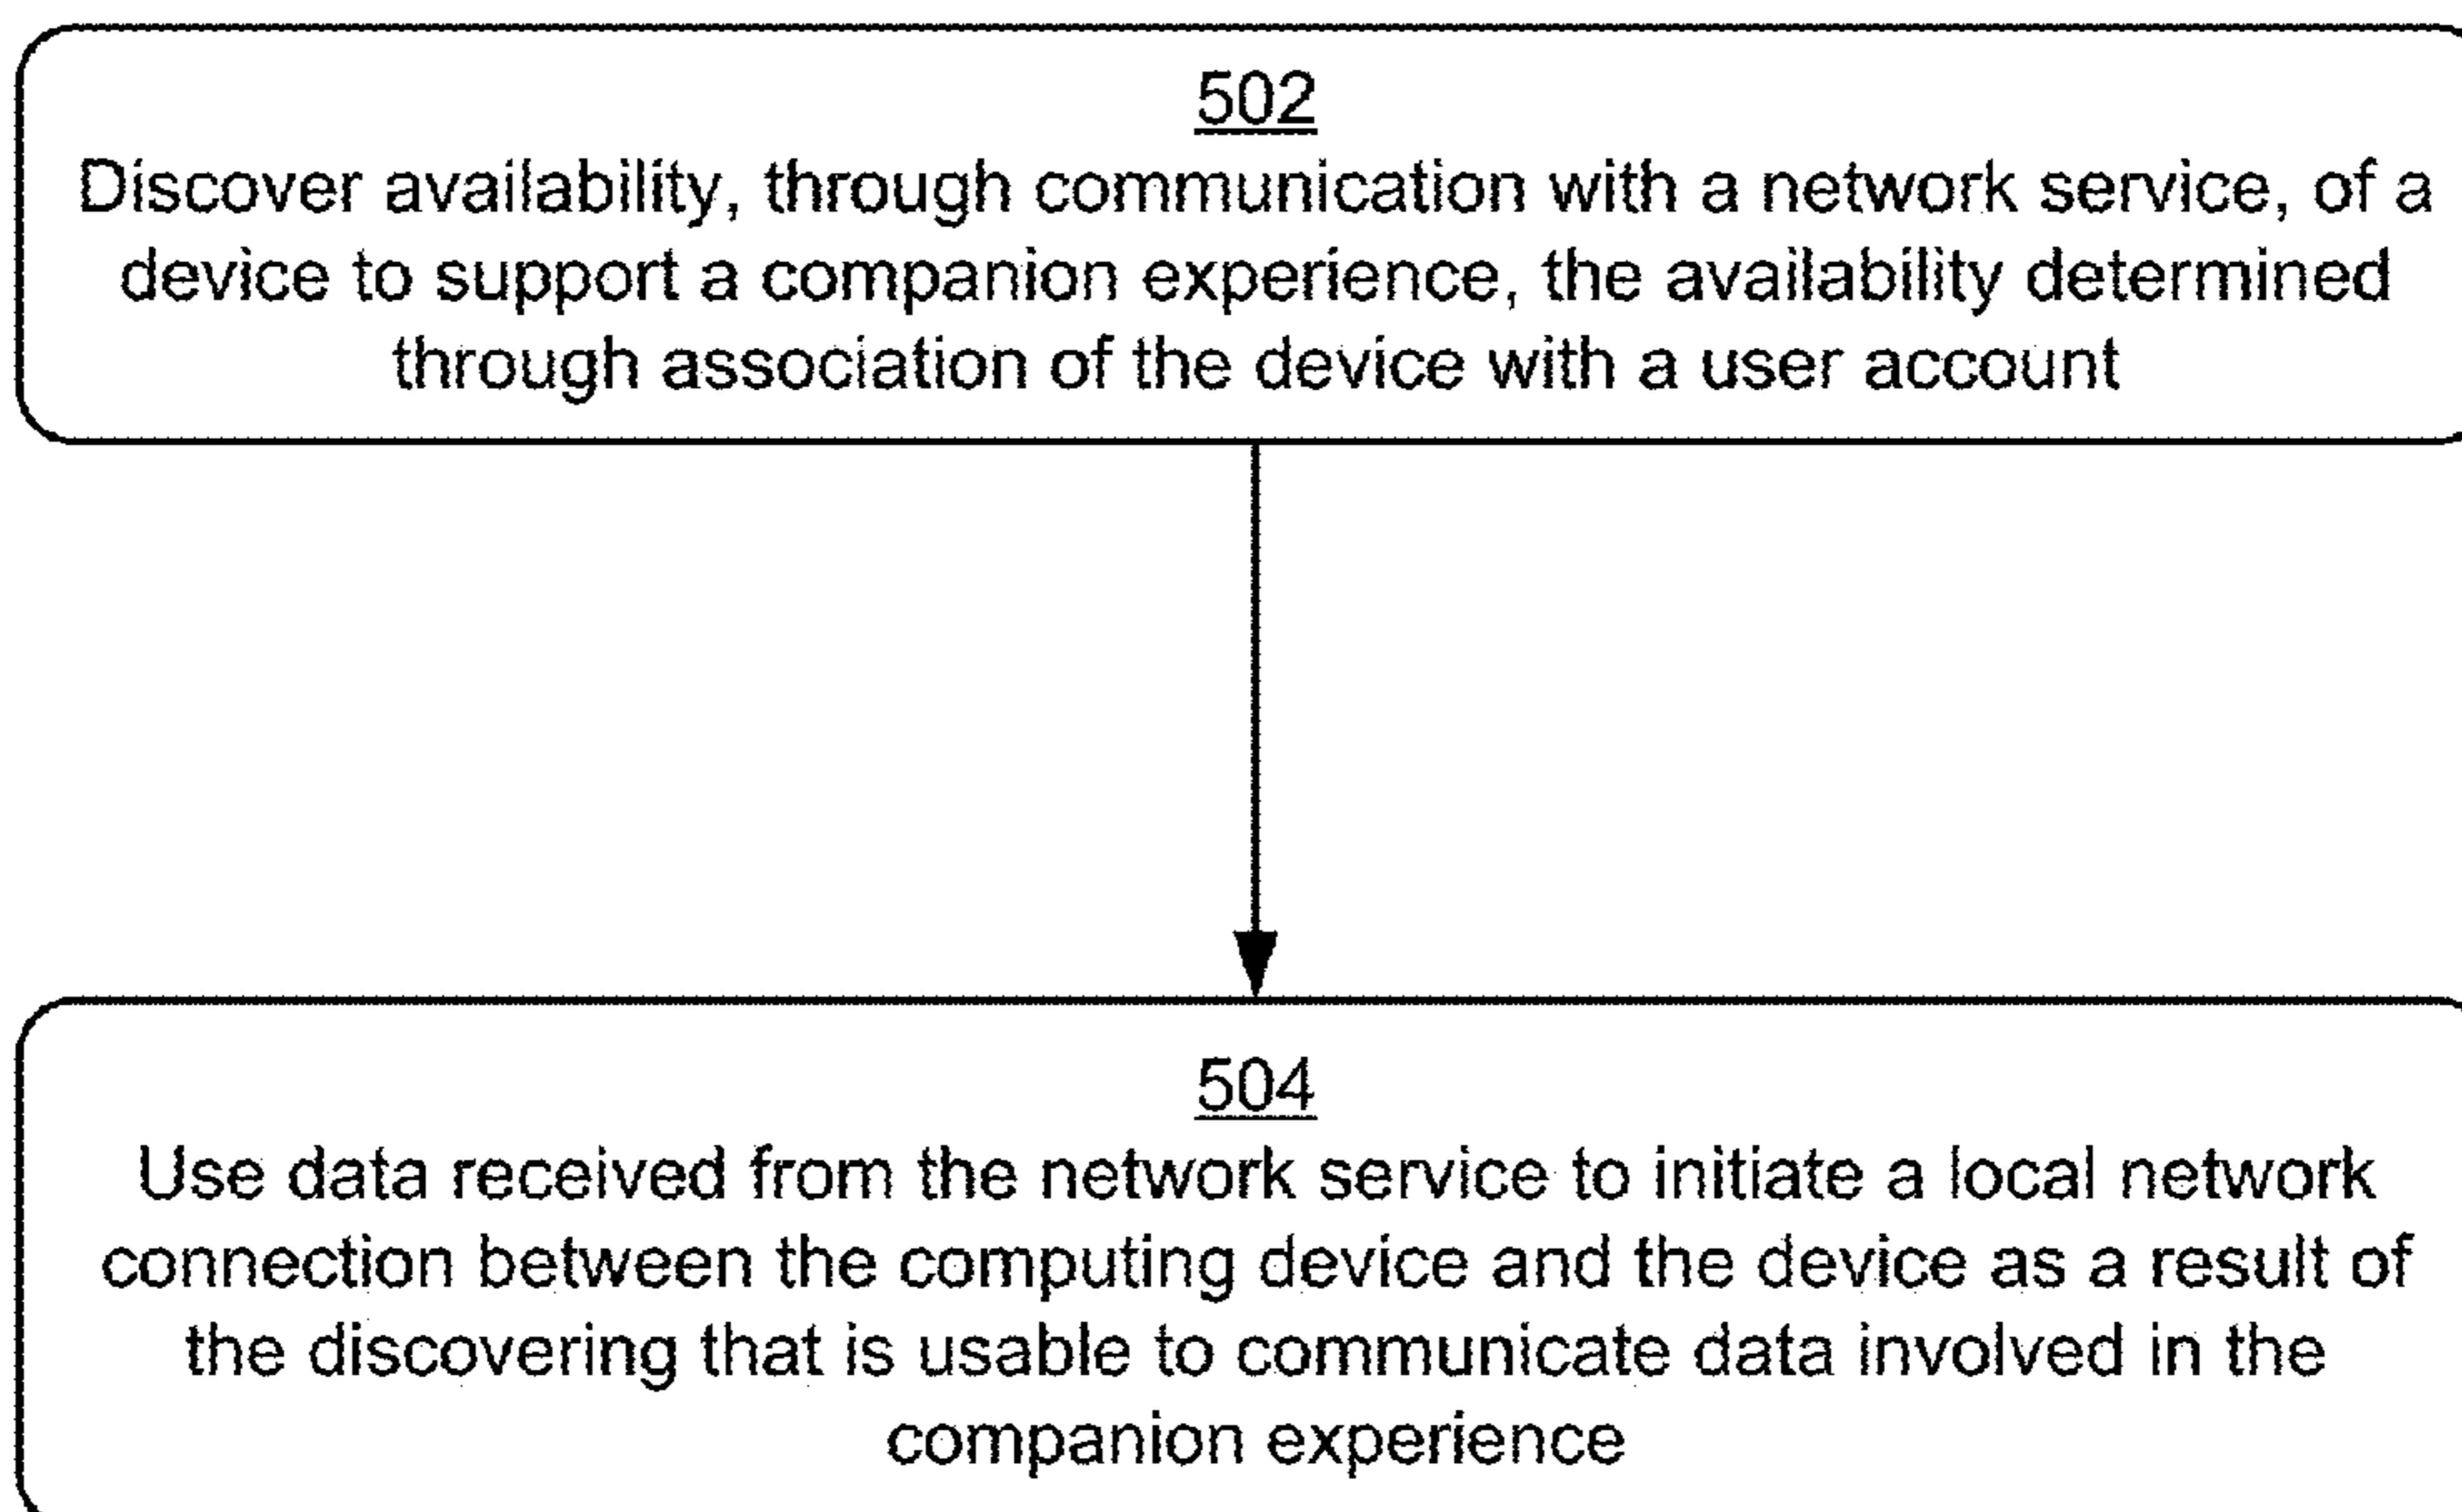 502
Discover availability, through communication with a network service, of a
device to support a companion experience, the availability determined
through association of the device with a user account
504
Use data received from the network service to initiate a local network
connection between the computing device and the device as a result of
the discovering that is usable to communicate data involved in the
companion experience